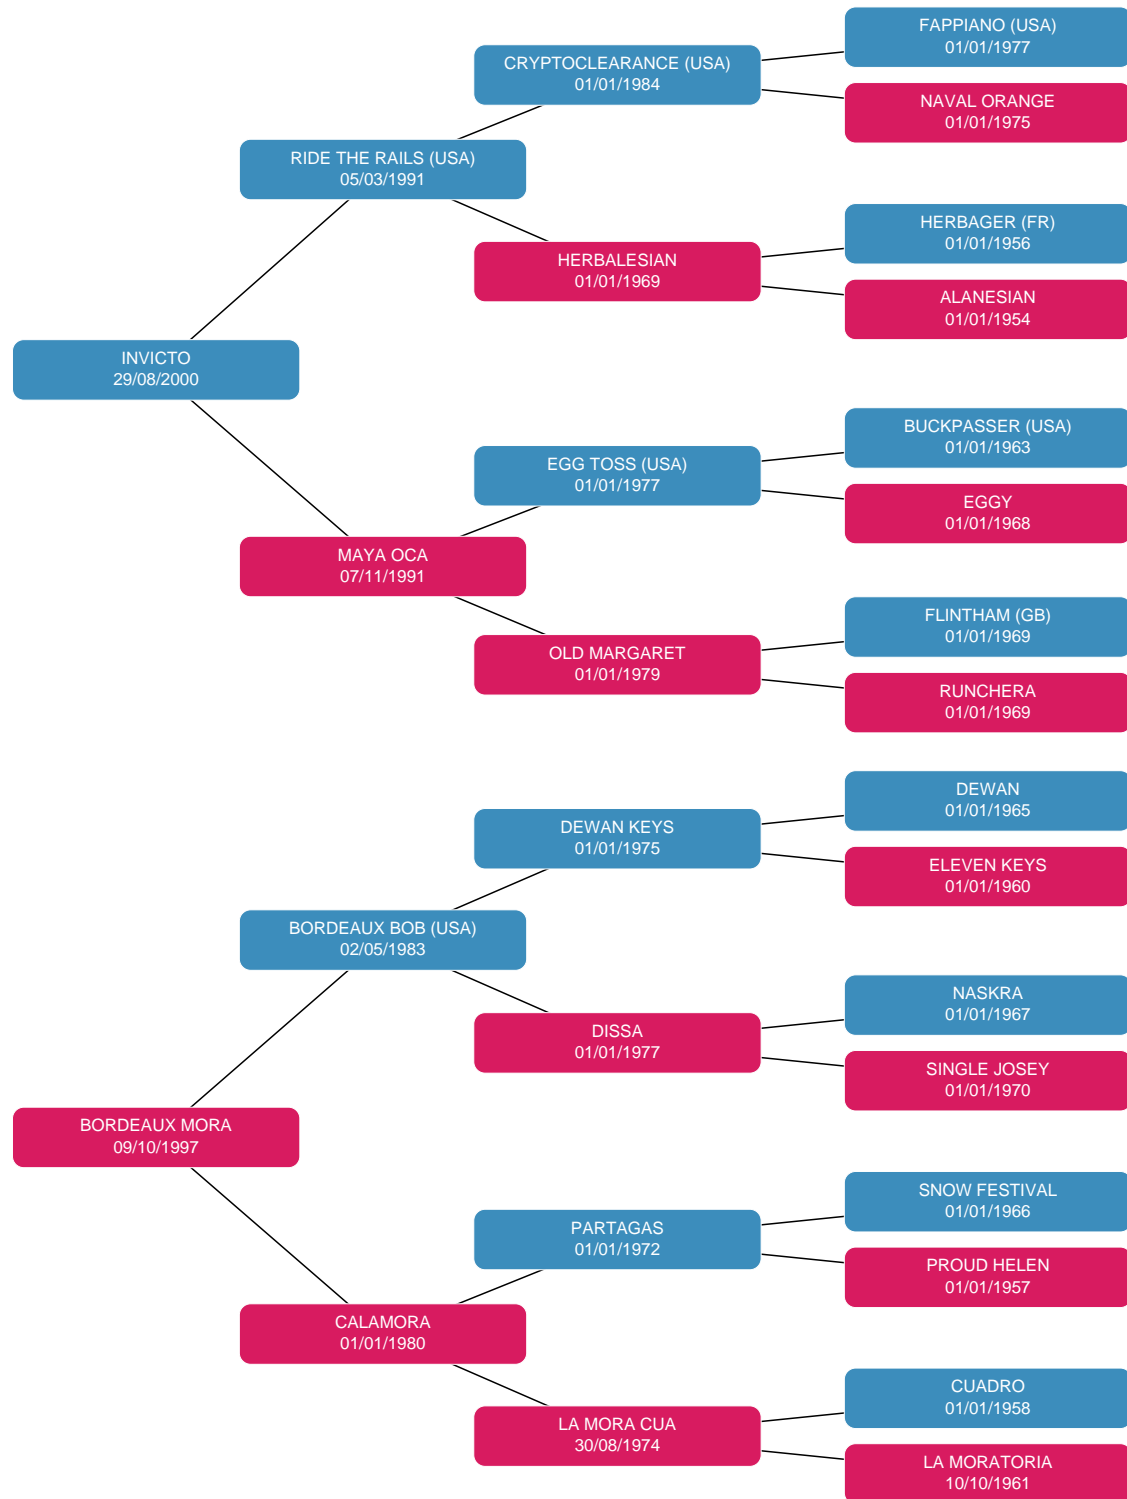 FAPPIANO (USA)
01/01/1977
CRYPTOCLEARANCE (USA)
01/01/1984
NAVAL ORANGE
01/01/1975
RIDE THE RAILS (USA)
05/03/1991
HERBAGER (FR)
01/01/1956
HERBALESIAN
01/01/1969
ALANESIAN
01/01/1954
INVICTO
29/08/2000
BUCKPASSER (USA)
01/01/1963
EGG TOSS (USA)
01/01/1977
EGGY
01/01/1968
MAYA OCA
07/11/1991
FLINTHAM (GB)
01/01/1969
OLD MARGARET
01/01/1979
RUNCHERA
01/01/1969
DEWAN
01/01/1965
DEWAN KEYS
01/01/1975
ELEVEN KEYS
01/01/1960
BORDEAUX BOB (USA)
02/05/1983
NASKRA
01/01/1967
DISSA
01/01/1977
SINGLE JOSEY
01/01/1970
BORDEAUX MORA
09/10/1997
SNOW FESTIVAL
01/01/1966
PARTAGAS
01/01/1972
PROUD HELEN
01/01/1957
CALAMORA
01/01/1980
CUADRO
01/01/1958
LA MORA CUA
30/08/1974
LA MORATORIA
10/10/1961